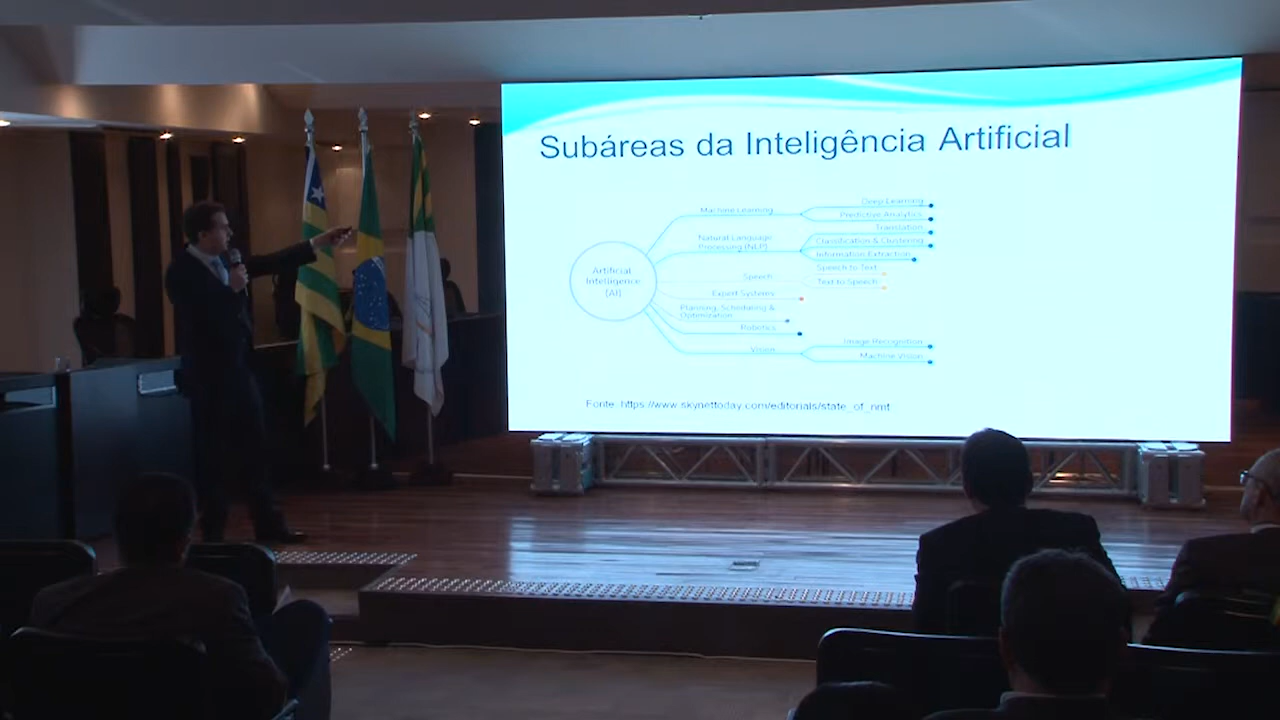 Subáreas da Inteligência Artificial
Artificial
Intelligence
(AI)
Machine Learning
Deep Learning
Predictive Analytics
Natural Language
Processing (NLP)
Translation
Classification & Clustering
Information Extraction
Speech
Speech to Text
Text to Speech
Expert Systems
Planning, Scheduling &
Optimization
Robotics
Vision
Image Recognition
Machine Vision
Fonte: https://www.skynettoday.com/editorials/state_of_nmt